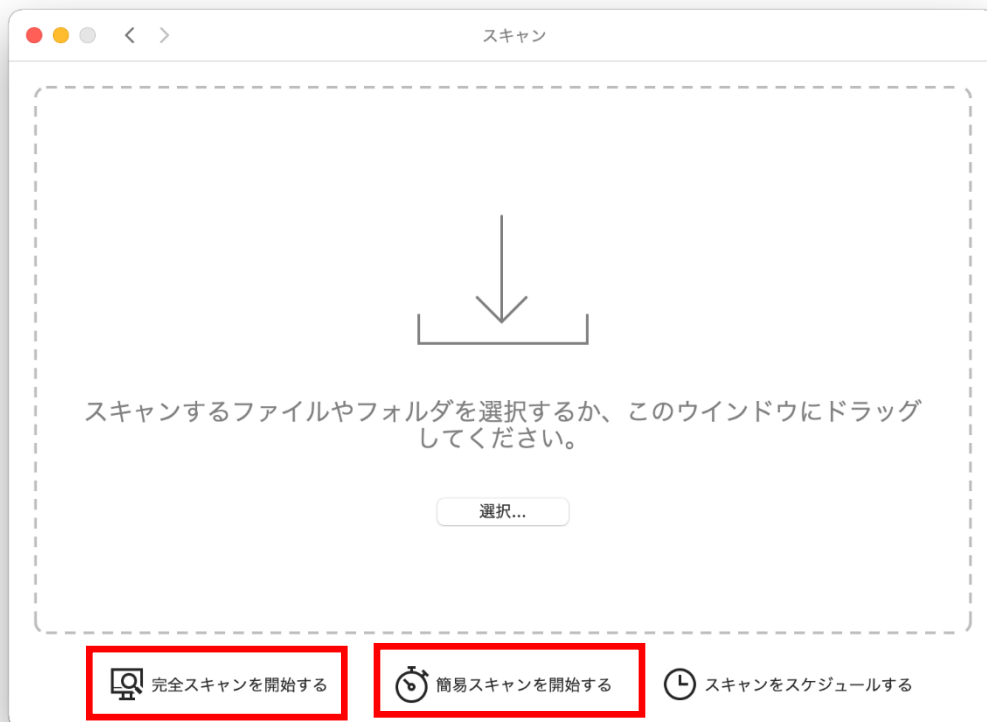 スキャン
スキャンするファイルやフォルダを選択するか、このウインドウにドラッグ
してください。
選択...
完全スキャンを開始する
簡易スキャンを開始する
スキャンをスケジュールする